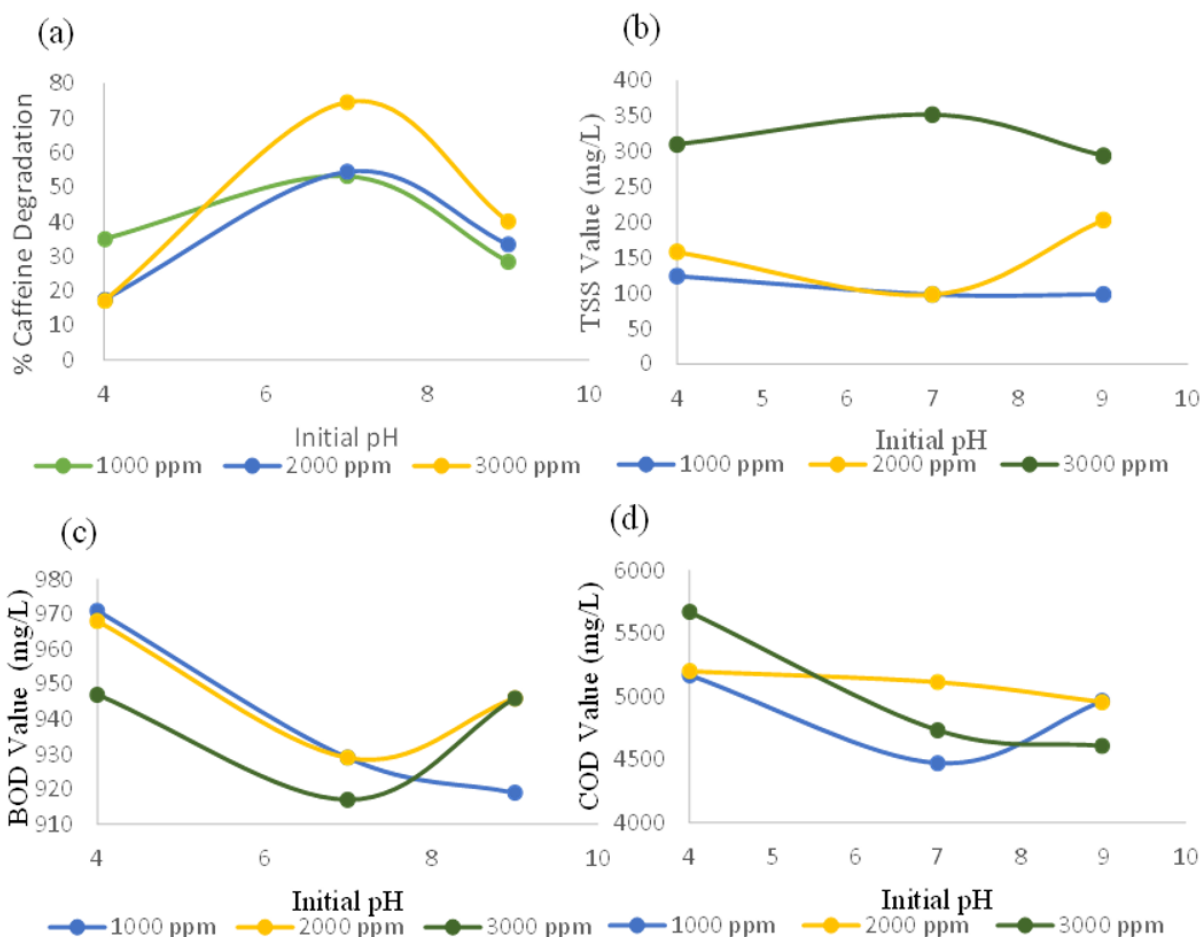 (a)
% Caffeine Degradation
80
70
60
50
40
30
20
10
0
4 6 8 10
Initial pH
1000 ppm 2000 ppm 3000 ppm
(b)
TSS Value (mg/L)
400
350
300
250
200
150
100
50
0
4 5 6 7 8 9 10
Initial pH
1000 ppm 2000 ppm 3000 ppm
(c)
BOD Value (mg/L)
980
970
960
950
940
930
920
910
4 6 8 10
Initial pH
1000 ppm 2000 ppm 3000 ppm
(d)
COD Value (mg/L)
6000
5500
5000
4500
4000
4 5 6 7 8 9 10
Initial pH
1000 ppm 2000 ppm 3000 ppm